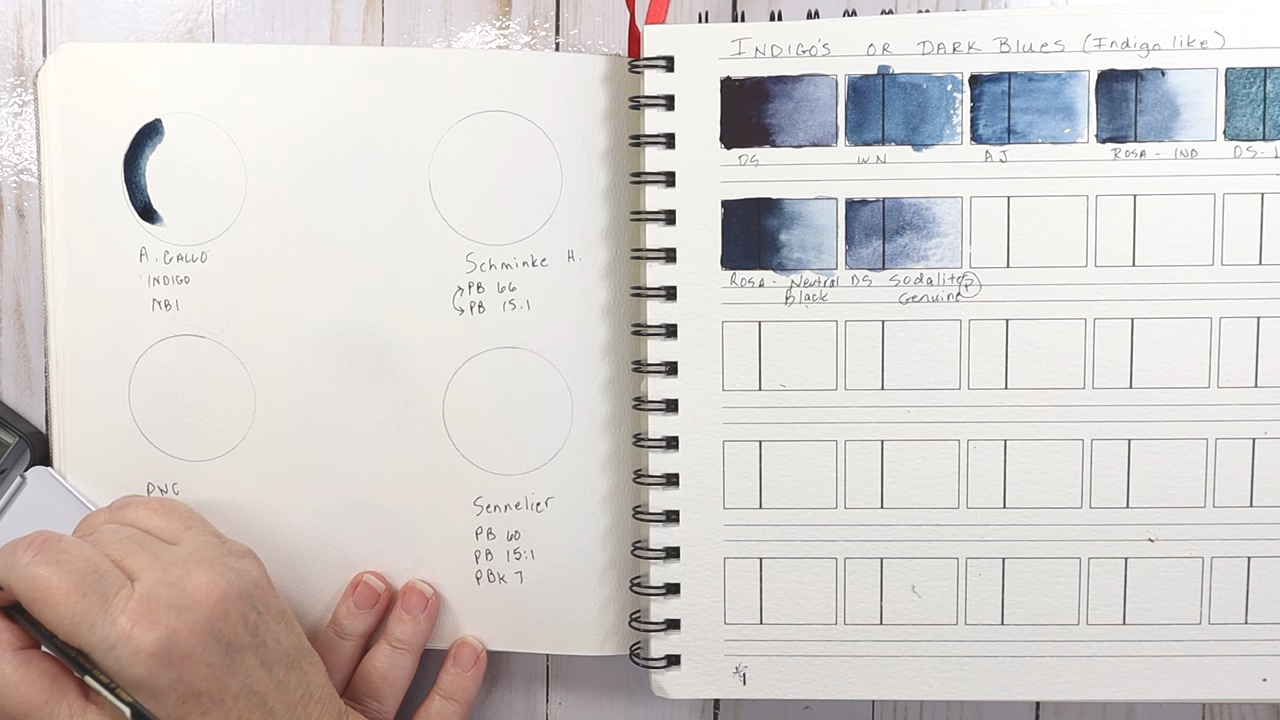 A. GALLO
INDIGO
NB1
Schminke H.
PB 66
PB 15:1
PWC
Sennelier
PB 60
PB 15:1
PBK 7
INDIGO'S OR DARK Blues (Indigo like)
DS
WN
AJ
ROSA - IND
DS -
ROSA - Neutral
Black
DS Sodalite P
Genuine